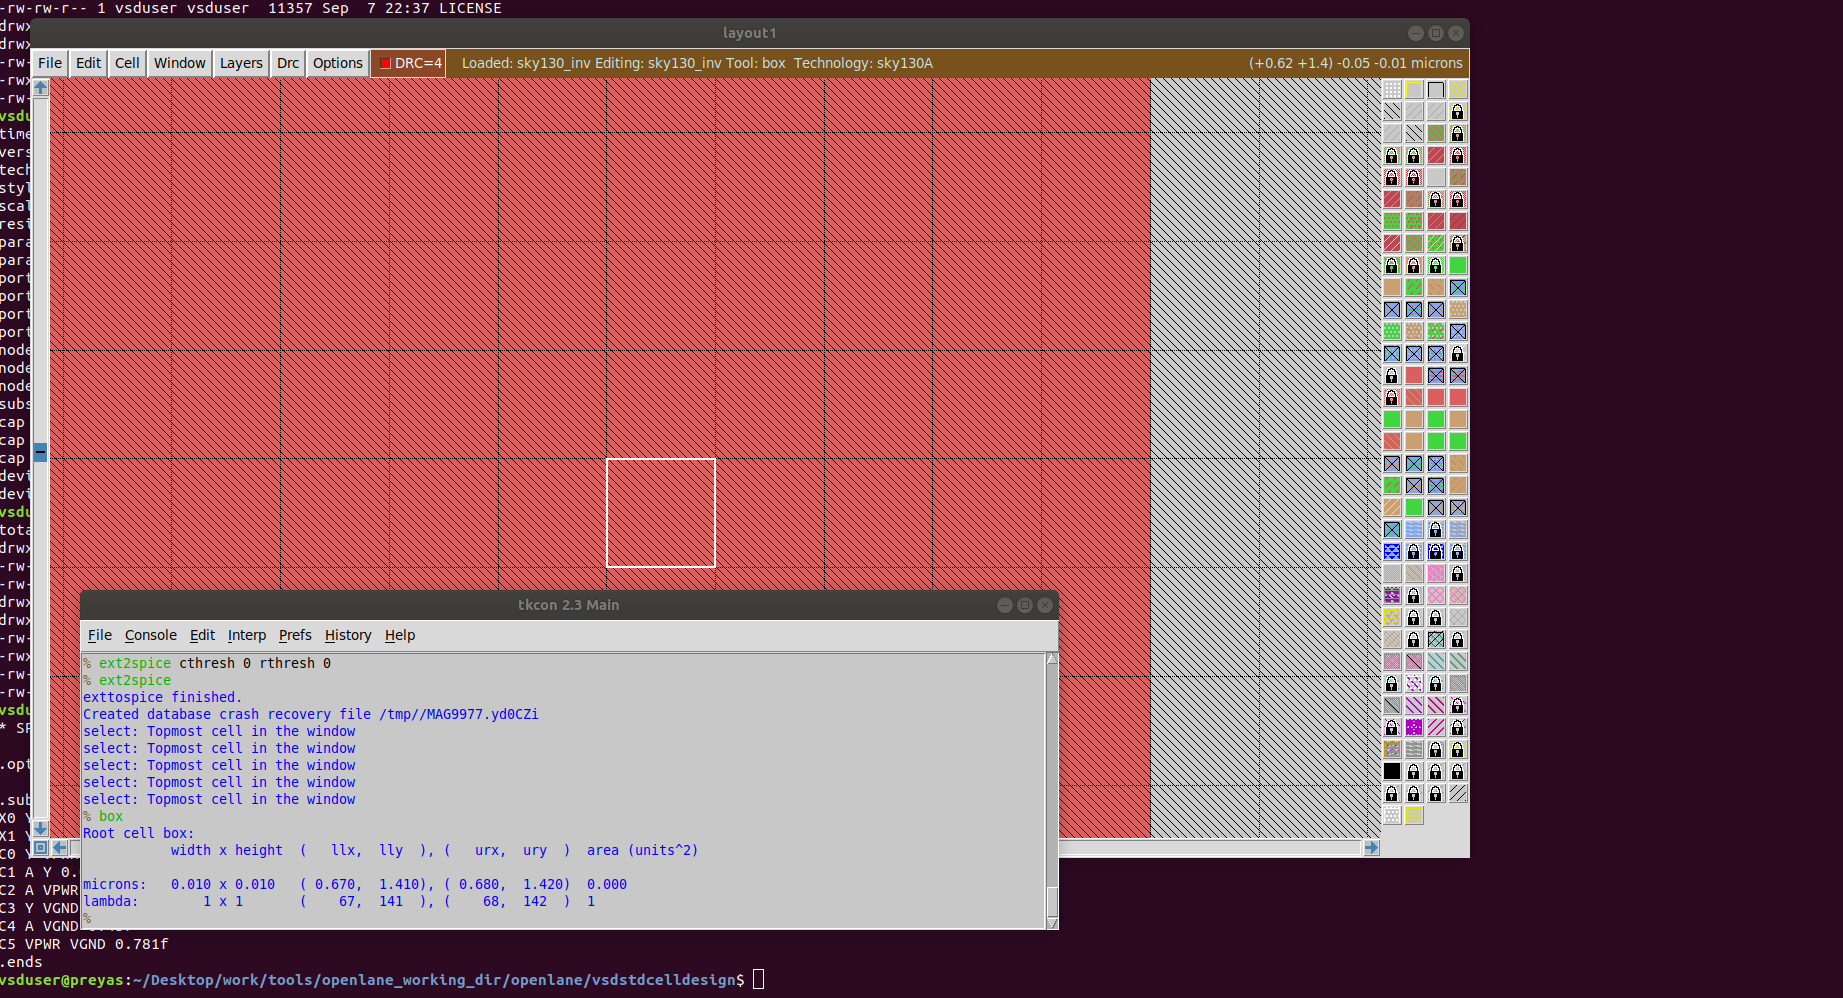 -rw-rw-r-- 1 vsduser vsduser  11357 Sep  7 22:37 LICENSE
layout1
File Edit Cell Window Layers Drc Options DRC=4 Loaded: sky130_inv Editing: sky130_inv Tool: box  Technology: sky130A (+0.62 +1.4) -0.05 -0.01 microns
drwx
drw
-rw-
-rwx
-rw-
vsdu
time
vers
tech
styl
scal
resi
para
para
port
port
port
port
node
node
node
subs
cap
cap
cap
devi
devi
vsdu
tota
drwx
-rw-
-rw-
drwx
drwx
-rw-
-rwx
-rw-
-rw-
vsdu
* SP
.opt
.sub
X0 Y
X1 Y
C0 Y
tkcon 2.3 Main
File Console Edit Interp Prefs History Help
% ext2spice cthresh 0 rthresh 0
% ext2spice
exttospice finished.
Created database crash recovery file /tmp//MAG9977.yd0CZi
select: Topmost cell in the window
select: Topmost cell in the window
select: Topmost cell in the window
select: Topmost cell in the window
select: Topmost cell in the window
% box
Root cell box:
width x height  (   llx,  lly  ), (   urx,  ury  )  area (units^2)
microns:   0.010 x 0.010   ( 0.670,  1.410), ( 0.680,  1.420)  0.000
lambda:       1 x 1       (    67,  141  ), (    68,  142  )  1
%
C1 A Y 0.
C2 A VPWR
C3 Y VGND
C4 A VGND
C5 VPWR VGND 0.781f
.ends
vsduser@preyas:~/Desktop/work/tools/openlane_working_dir/openlane/vsdstdcelldesign$